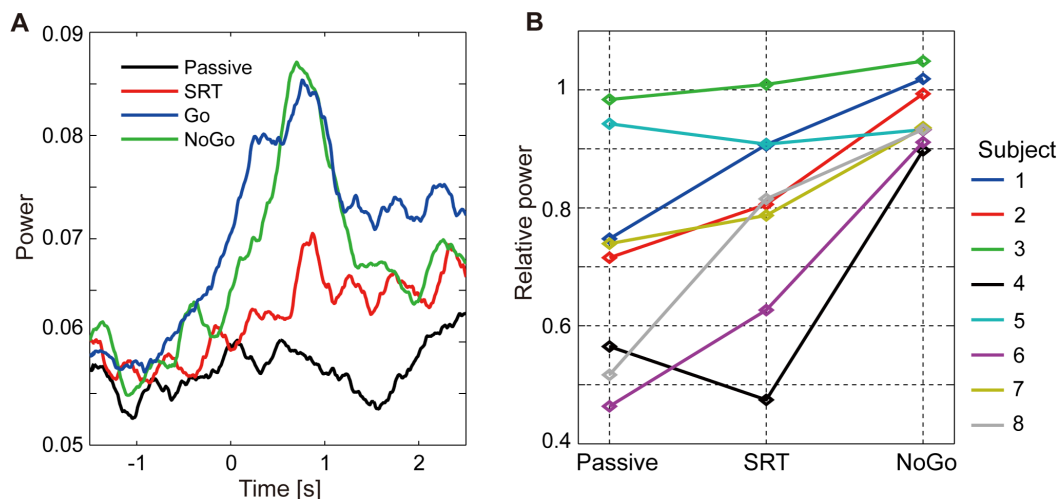 A
0.09
0.08
0.07
0.06
0.05
Power
Passive
SRT
Go
NoGo
-1
0
1
2
Time [s]
B
1
0.8
0.6
0.4
Relative power
Passive
SRT
NoGo
Subject
1
2
3
4
5
6
7
8